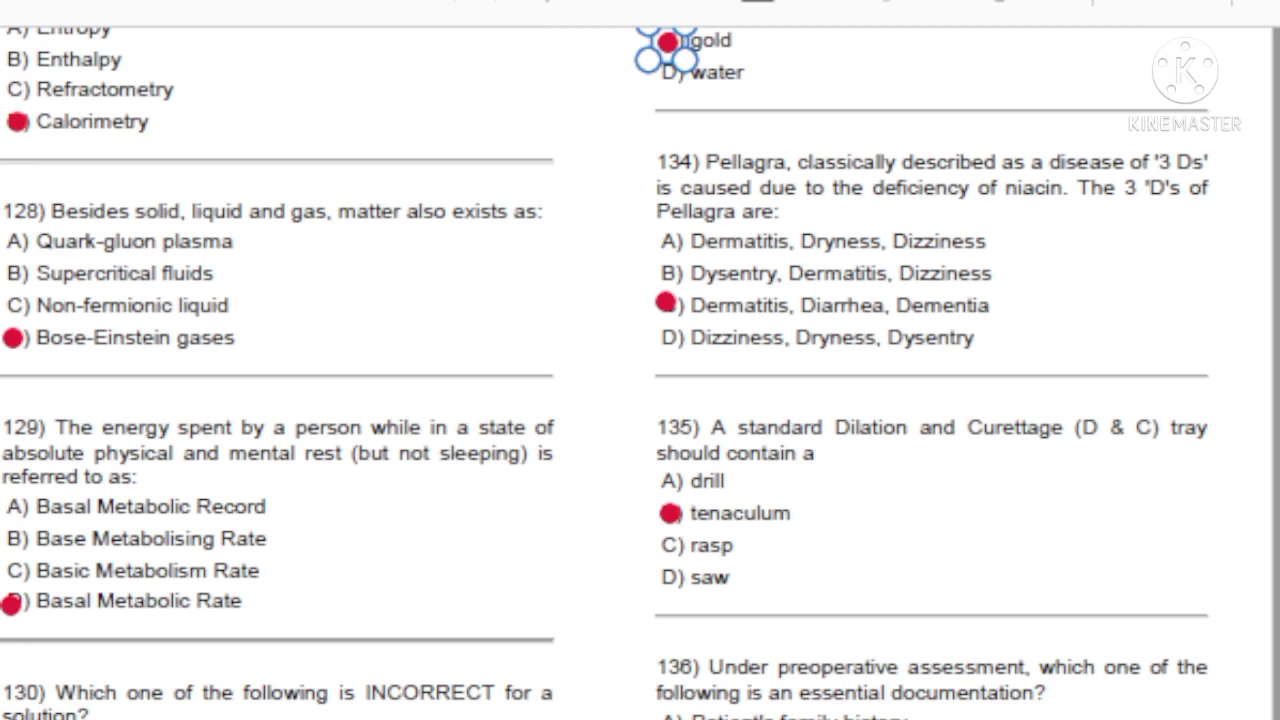 A) Entropy
B) Enthalpy
C) Refractometry
) Calorimetry
128) Besides solid, liquid and gas, matter also exists as:
A) Quark-gluon plasma
B) Supercritical fluids
C) Non-fermionic liquid
) Bose-Einstein gases
129) The energy spent by a person while in a state of
absolute physical and mental rest (but not sleeping) is
referred to as:
A) Basal Metabolic Record
B) Base Metabolising Rate
C) Basic Metabolism Rate
D) Basal Metabolic Rate
130) Which one of the following is INCORRECT for a
solution?
) gold
D) water
134) Pellagra, classically described as a disease of '3 Ds'
is caused due to the deficiency of niacin. The 3 'D's of
Pellagra are:
A) Dermatitis, Dryness, Dizziness
B) Dysentry, Dermatitis, Dizziness
) Dermatitis, Diarrhea, Dementia
D) Dizziness, Dryness, Dysentry
135) A standard Dilation and Curettage (D & C) tray
should contain a
A) drill
) tenaculum
C) rasp
D) saw
136) Under preoperative assessment, which one of the
following is an essential documentation?
A) Patient's family history
K
KINEMASTER